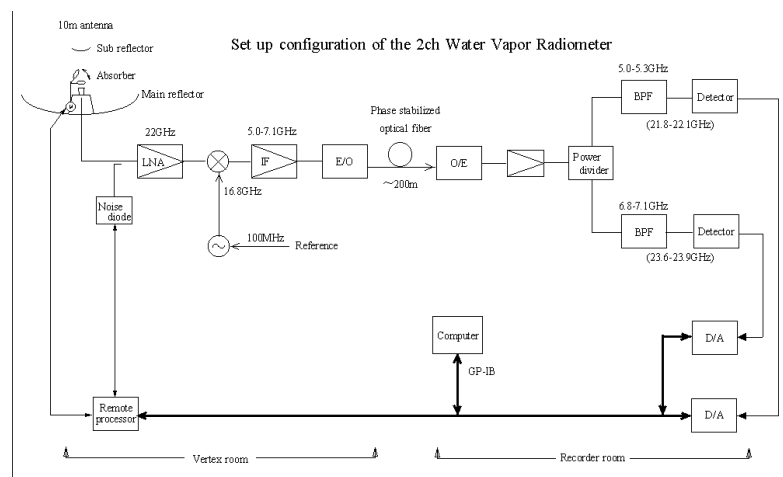 10m antenna
Set up configuration of the 2ch Water Vapor Radiometer
Sub reflector
Absorber
Main reflector
22GHz
LNA
16.8GHz
5.0-7.1GHz
IF
E/O
Phase stabilized
optical fiber
~200m
O/E
Power
divider
5.0-5.3GHz
BPF
Detector
(21.8-22.1GHz)
6.8-7.1GHz
BPF
Detector
(23.6-23.9GHz)
Noise
diode
100MHz
Reference
Computer
GP-IB
D/A
D/A
Remote
processor
Vertex room
Recorder room